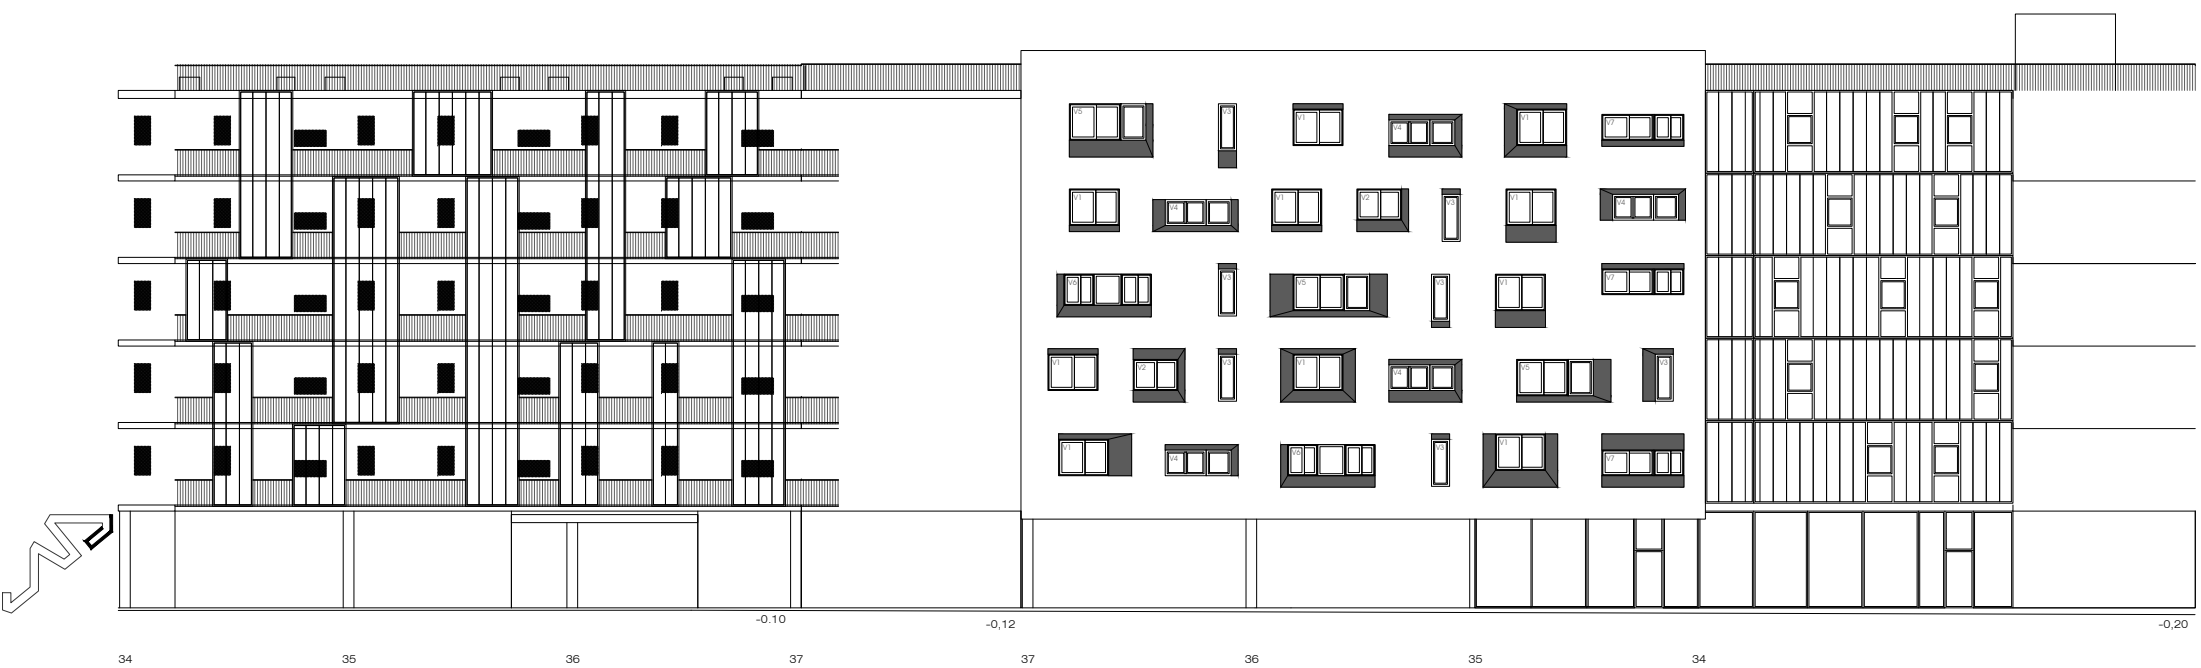 V5 V3 V1 V4 V1 V7
V1 V4 V1 V2 V3 V1 V4
V6 V3 V5 V3 V1 V7
V1 V2 V3 V1 V4 V5 V3
V1 V4 V6 V3 V1 V7
-0.10
-0,12
-0,20
34 35 36 37 37 36 35 34